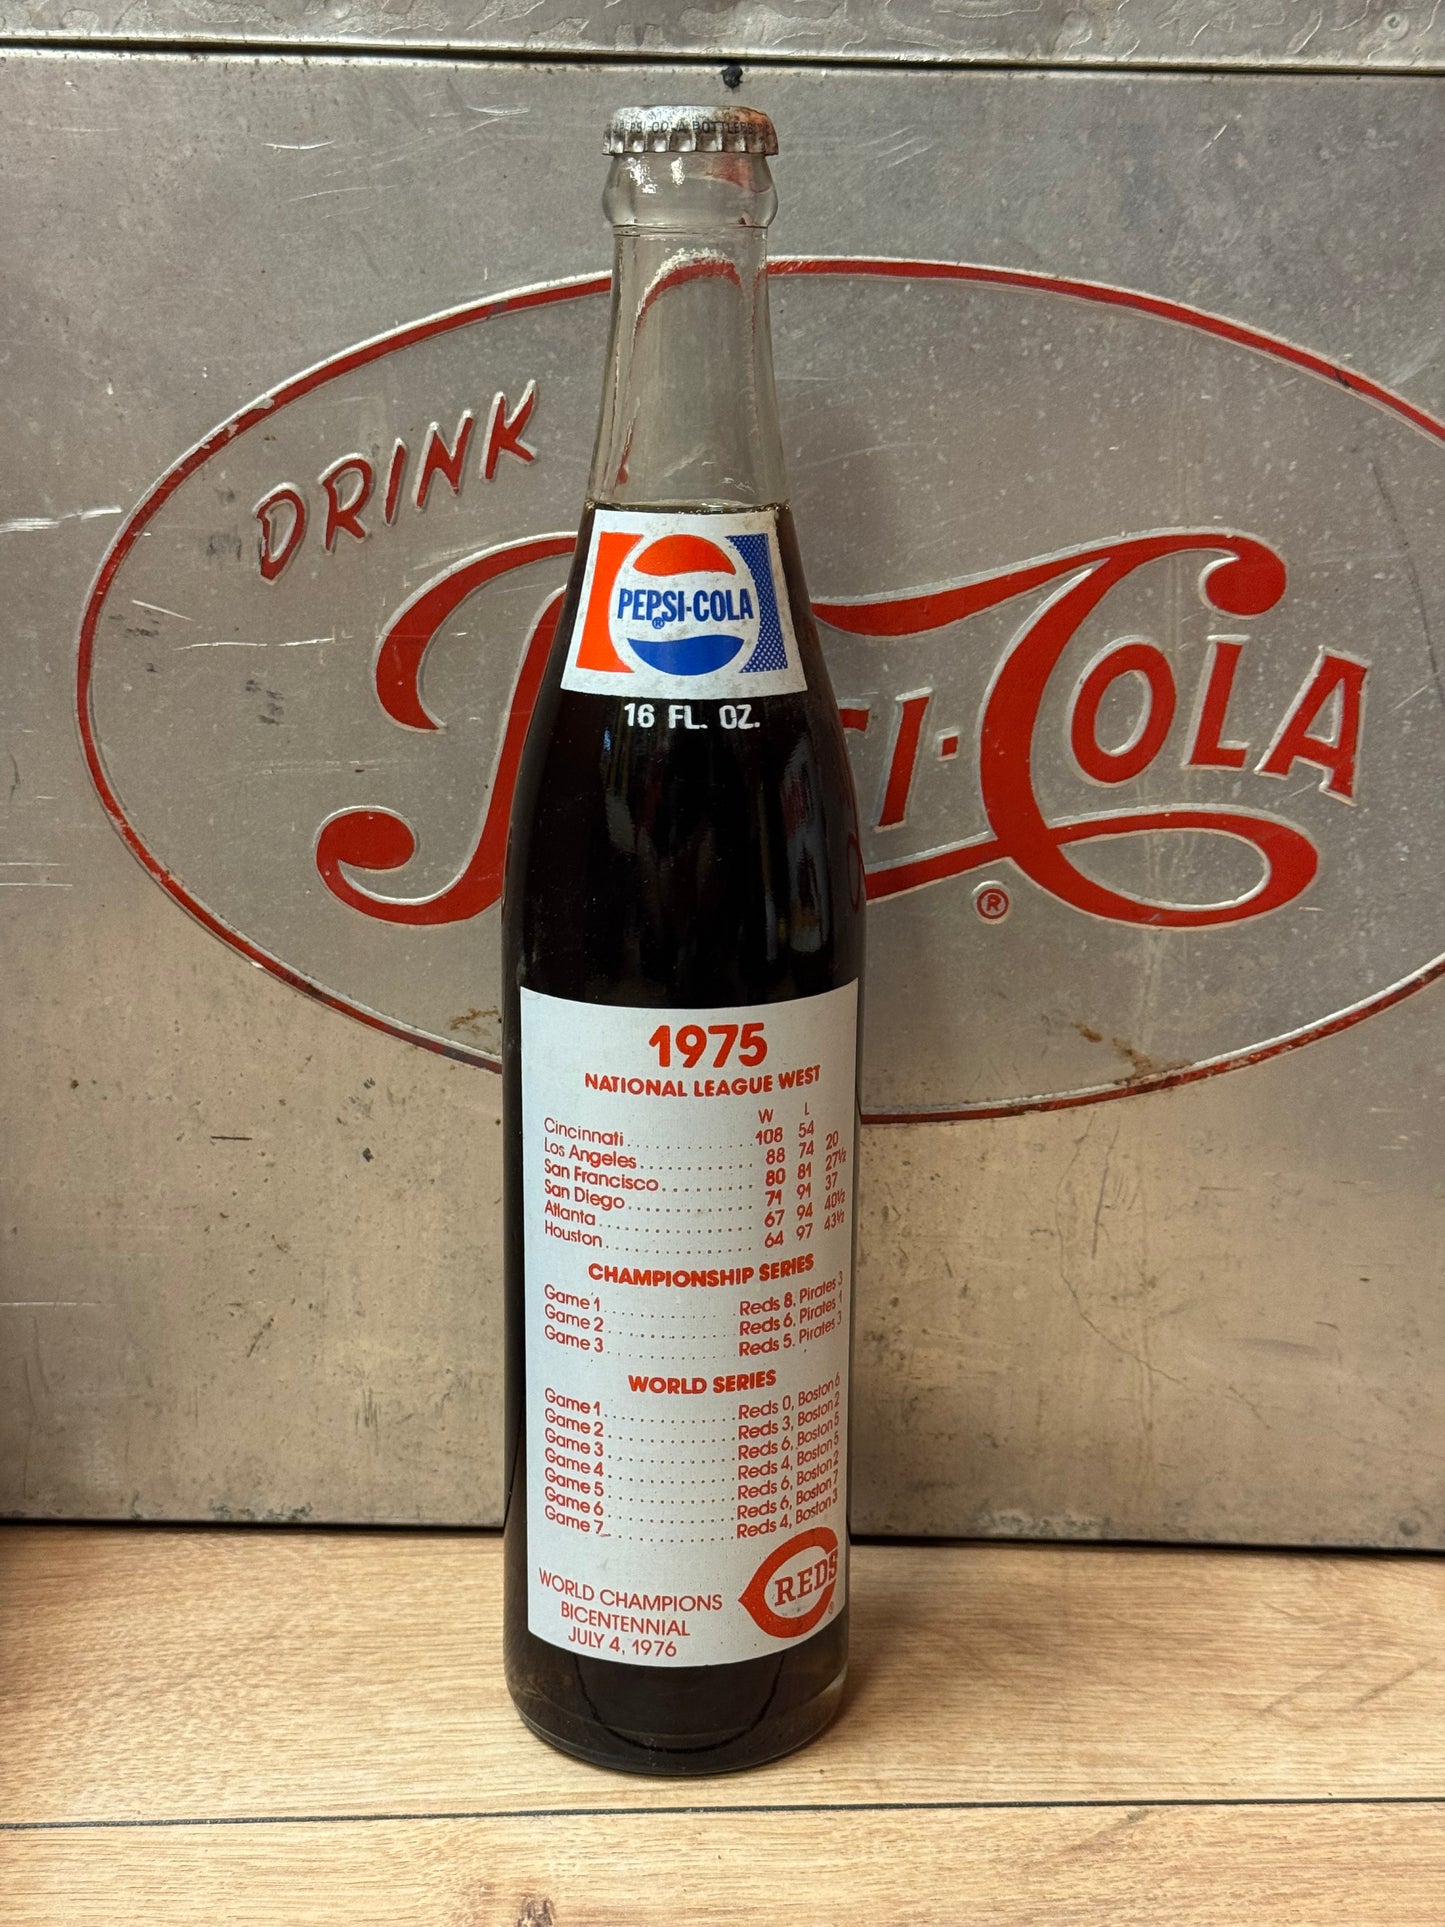 PEPSI-COLA BOTTLERS
DRINK
PEPSI-COLA
®
PEPSI-COLA
®
16 FL. OZ.
1975
NATIONAL LEAGUE WEST
W L
Cincinnati 108 54
Los Angeles 88 74 20
San Francisco 80 81 27½
San Diego 71 91 37
Atlanta 67 94 40½
Houston 64 97 43½
CHAMPIONSHIP SERIES
Game 1 Reds 8, Pirates 3
Game 2 Reds 6, Pirates 1
Game 3 Reds 5, Pirates 3
WORLD SERIES
Game 1 Reds 0, Boston 6
Game 2 Reds 3, Boston 2
Game 3 Reds 6, Boston 5
Game 4 Reds 4, Boston 5
Game 5 Reds 6, Boston 2
Game 6 Reds 6, Boston 7
Game 7 Reds 4, Boston 3
REDS
®
WORLD CHAMPIONS
BICENTENNIAL
JULY 4, 1976